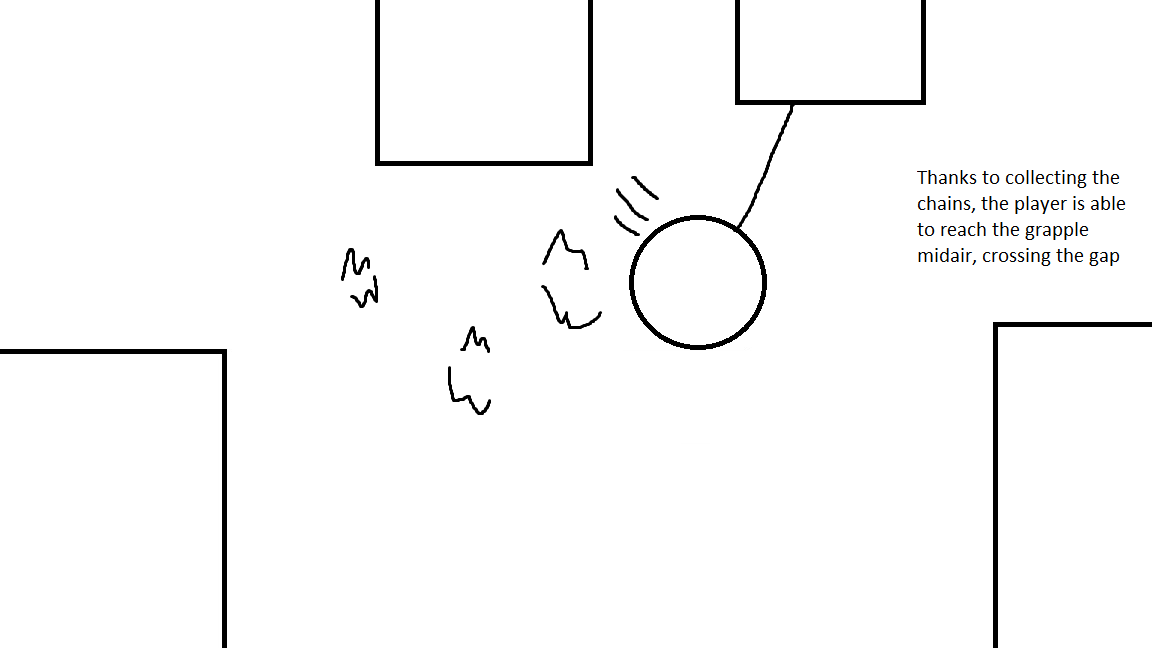 Thanks to collecting the
chains, the player is able
to reach the grapple
midair, crossing the gap